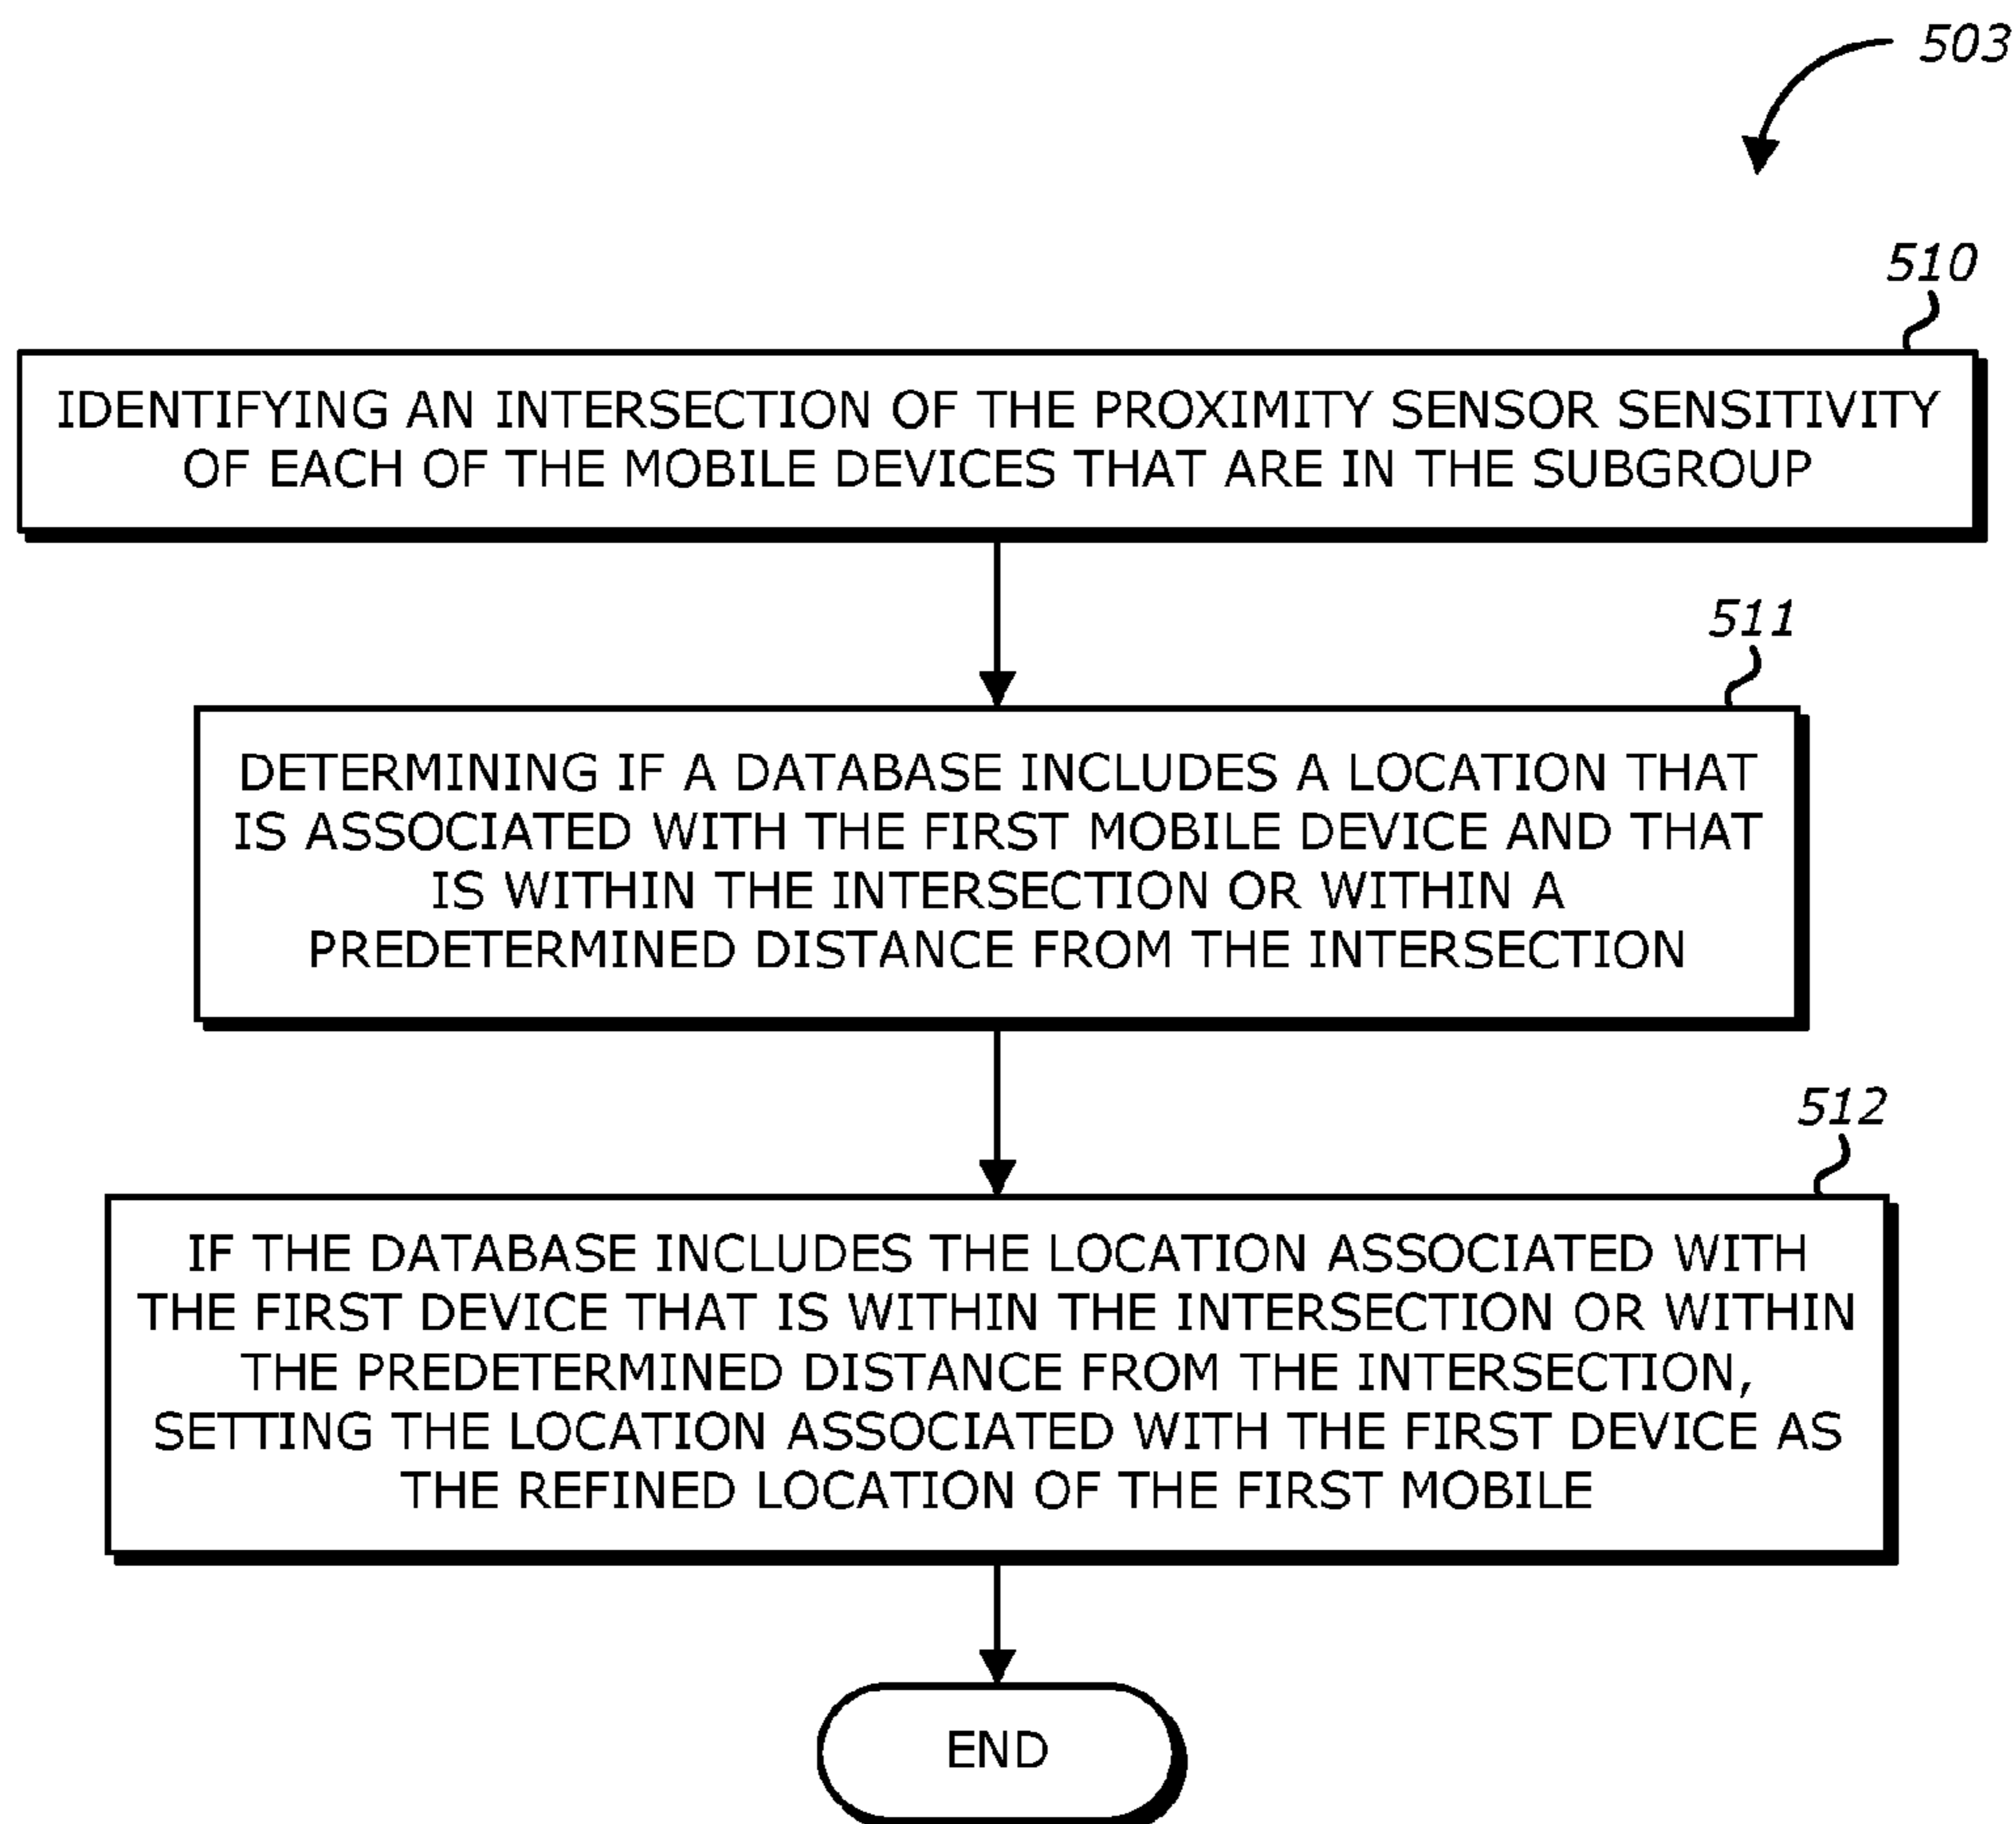 503
510
IDENTIFYING AN INTERSECTION OF THE PROXIMITY SENSOR SENSITIVITY
OF EACH OF THE MOBILE DEVICES THAT ARE IN THE SUBGROUP
511
DETERMINING IF A DATABASE INCLUDES A LOCATION THAT
IS ASSOCIATED WITH THE FIRST MOBILE DEVICE AND THAT
IS WITHIN THE INTERSECTION OR WITHIN A
PREDETERMINED DISTANCE FROM THE INTERSECTION
512
IF THE DATABASE INCLUDES THE LOCATION ASSOCIATED WITH
THE FIRST DEVICE THAT IS WITHIN THE INTERSECTION OR WITHIN
THE PREDETERMINED DISTANCE FROM THE INTERSECTION,
SETTING THE LOCATION ASSOCIATED WITH THE FIRST DEVICE AS
THE REFINED LOCATION OF THE FIRST MOBILE
END